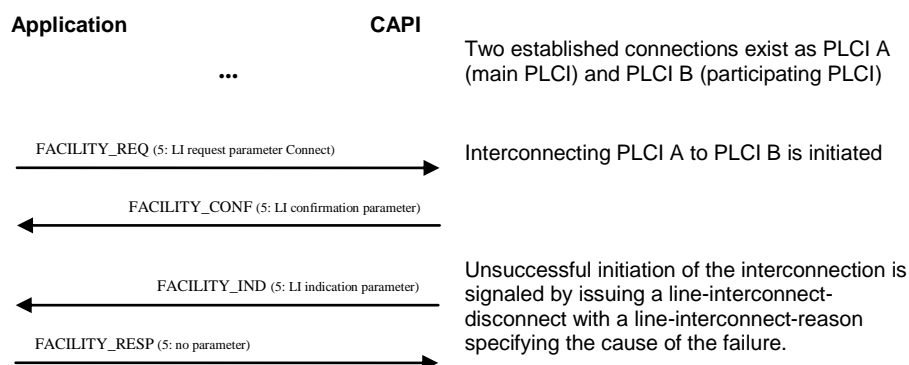 Application CAPI
Two established connections exist as PLCI A
(main PLCI) and PLCI B (participating PLCI)
...
FACILITY_REQ (5: LI request parameter Connect)
Interconnecting PLCI A to PLCI B is initiated
FACILITY_CONF (5: LI confirmation parameter)
FACILITY_IND (5: LI indication parameter)
Unsuccessful initiation of the interconnection is
signaled by issuing a line-interconnect-
disconnect with a line-interconnect-reason
specifying the cause of the failure.
FACILITY_RESP (5: no parameter)